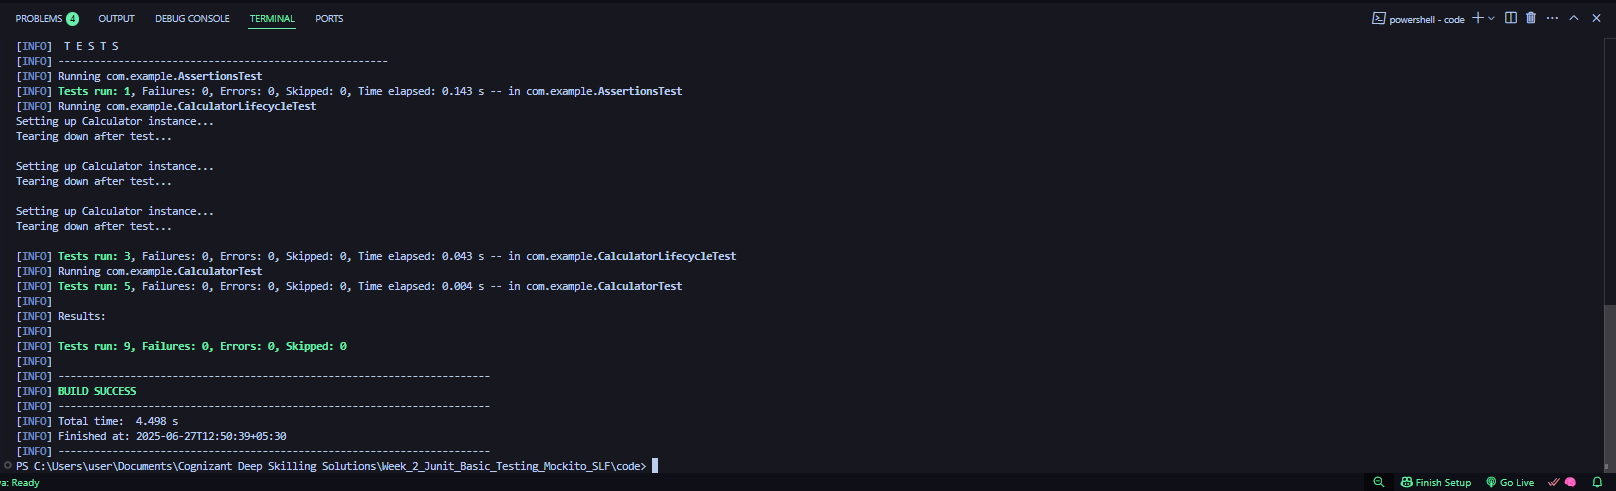 PROBLEMS 4 OUTPUT DEBUG CONSOLE TERMINAL PORTS powershell - code
[INFO]  T E S T S
[INFO] -------------------------------------------------------
[INFO] Running com.example.AssertionsTest
[INFO] Tests run: 1, Failures: 0, Errors: 0, Skipped: 0, Time elapsed: 0.143 s -- in com.example.AssertionsTest
[INFO] Running com.example.CalculatorLifecycleTest
Setting up Calculator instance...
Tearing down after test...
Setting up Calculator instance...
Tearing down after test...
Setting up Calculator instance...
Tearing down after test...
[INFO] Tests run: 3, Failures: 0, Errors: 0, Skipped: 0, Time elapsed: 0.043 s -- in com.example.CalculatorLifecycleTest
[INFO] Running com.example.CalculatorTest
[INFO] Tests run: 5, Failures: 0, Errors: 0, Skipped: 0, Time elapsed: 0.004 s -- in com.example.CalculatorTest
[INFO]
[INFO] Results:
[INFO]
[INFO] Tests run: 9, Failures: 0, Errors: 0, Skipped: 0
[INFO]
[INFO] ------------------------------------------------------------------------
[INFO] BUILD SUCCESS
[INFO] ------------------------------------------------------------------------
[INFO] Total time:  4.498 s
[INFO] Finished at: 2025-06-27T12:50:39+05:30
[INFO] ------------------------------------------------------------------------
PS C:\Users\user\Documents\Cognizant Deep Skilling Solutions\Week_2_Junit_Basic_Testing_Mockito_SLF\code>
va: Ready Finish Setup Go Live